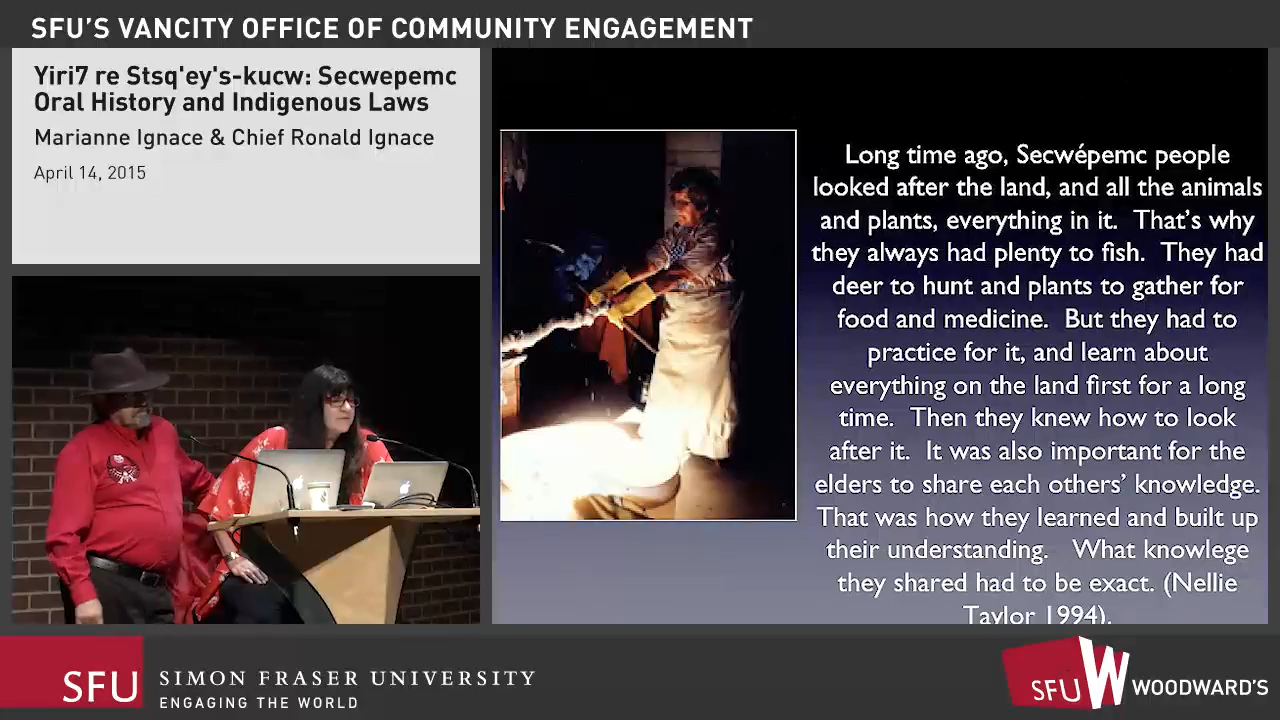 SFU'S VANCITY OFFICE OF COMMUNITY ENGAGEMENT
Yiri7 re Stsq'ey's-kucw: Secwepemc
Oral History and Indigenous Laws
Marianne Ignace & Chief Ronald Ignace
April 14, 2015
Long time ago, Secwépemc people
looked after the land, and all the animals
and plants, everything in it. That's why
they always had plenty to fish. They had
deer to hunt and plants to gather for
food and medicine. But they had to
practice for it, and learn about
everything on the land first for a long
time. Then they knew how to look
after it. It was also important for the
elders to share each others' knowledge.
That was how they learned and built up
their understanding. What knowlege
they shared had to be exact. (Nellie
Taylor 1994).
SFU
SIMON FRASER UNIVERSITY
ENGAGING THE WORLD
SFU W WOODWARD'S